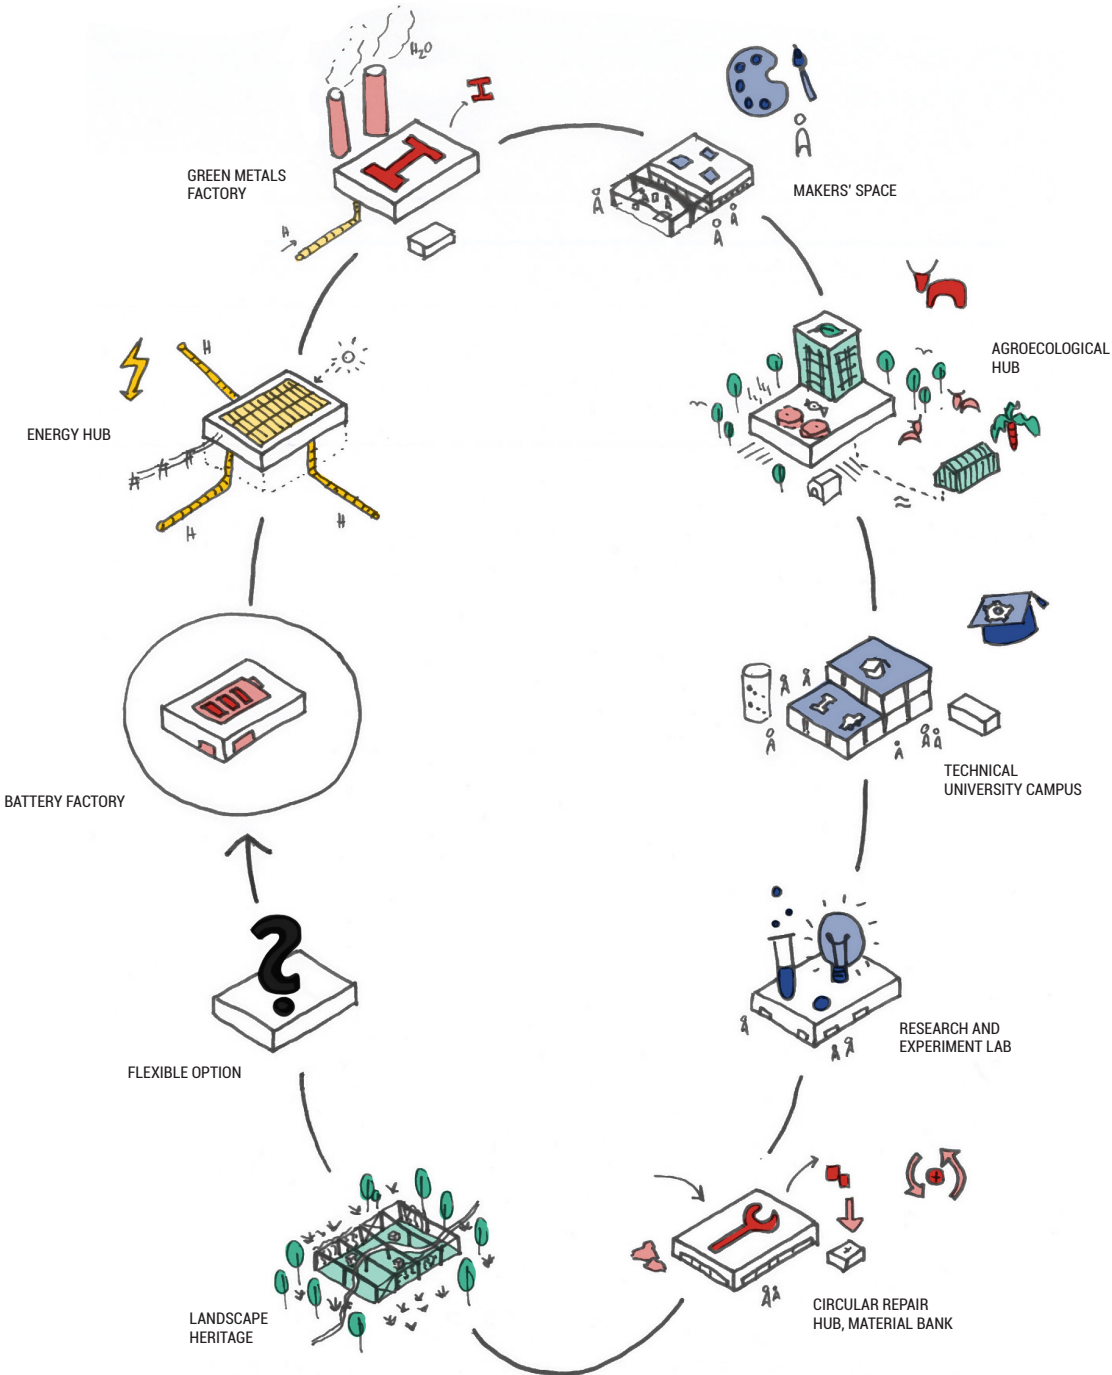 H₂O
GREEN METALS
FACTORY
H
MAKERS' SPACE
AGROECOLOGICAL
HUB
H
ENERGY HUB
H
H
TECHNICAL
UNIVERSITY CAMPUS
BATTERY FACTORY
?
RESEARCH AND
EXPERIMENT LAB
FLEXIBLE OPTION
LANDSCAPE
HERITAGE
CIRCULAR REPAIR
HUB, MATERIAL BANK